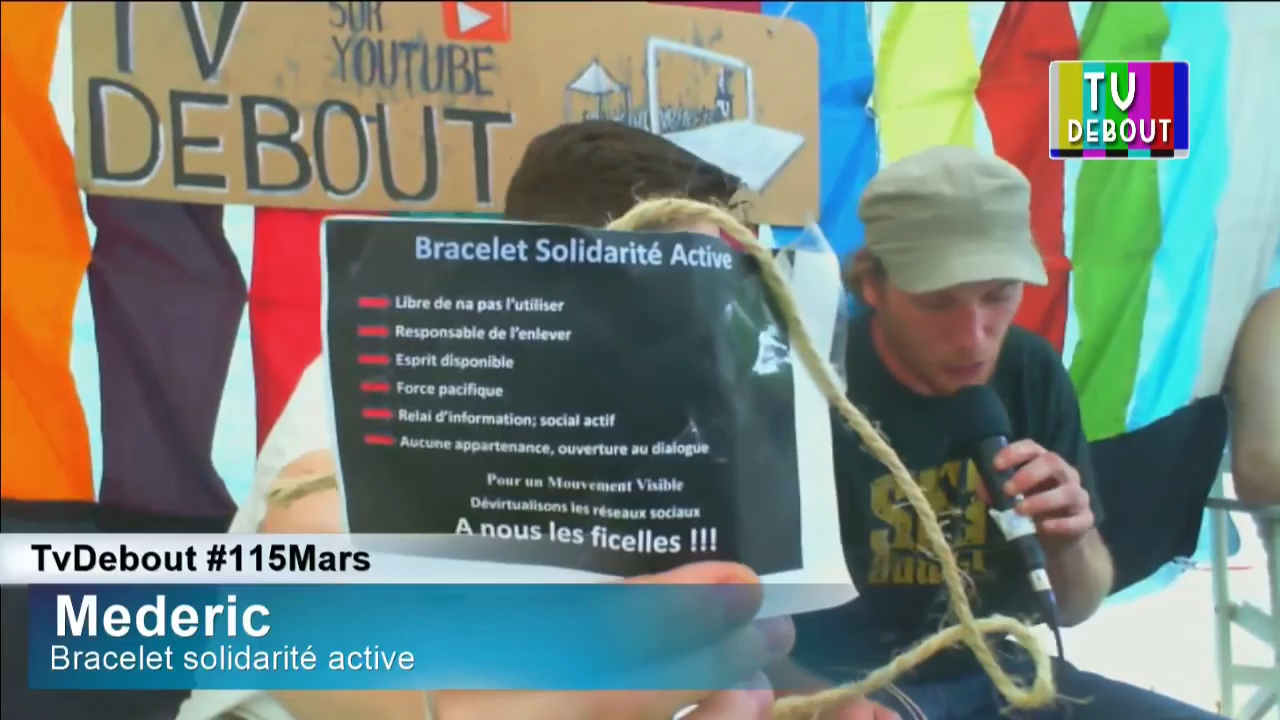 TV
SUR
YOUTUBE
DEBOUT
TV
DEBOUT
Bracelet Solidarité Active
Libre de na pas l'utiliser
Responsable de l'enlever
Esprit disponible
Force pacifique
Relai d'information; social actif
Aucune appartenance, ouverture au dialogue
Pour un Mouvement Visible
Dévirtualisons les réseaux sociaux
A nous les ficelles !!!
TvDebout #115Mars
Mederic
Bracelet solidarité active